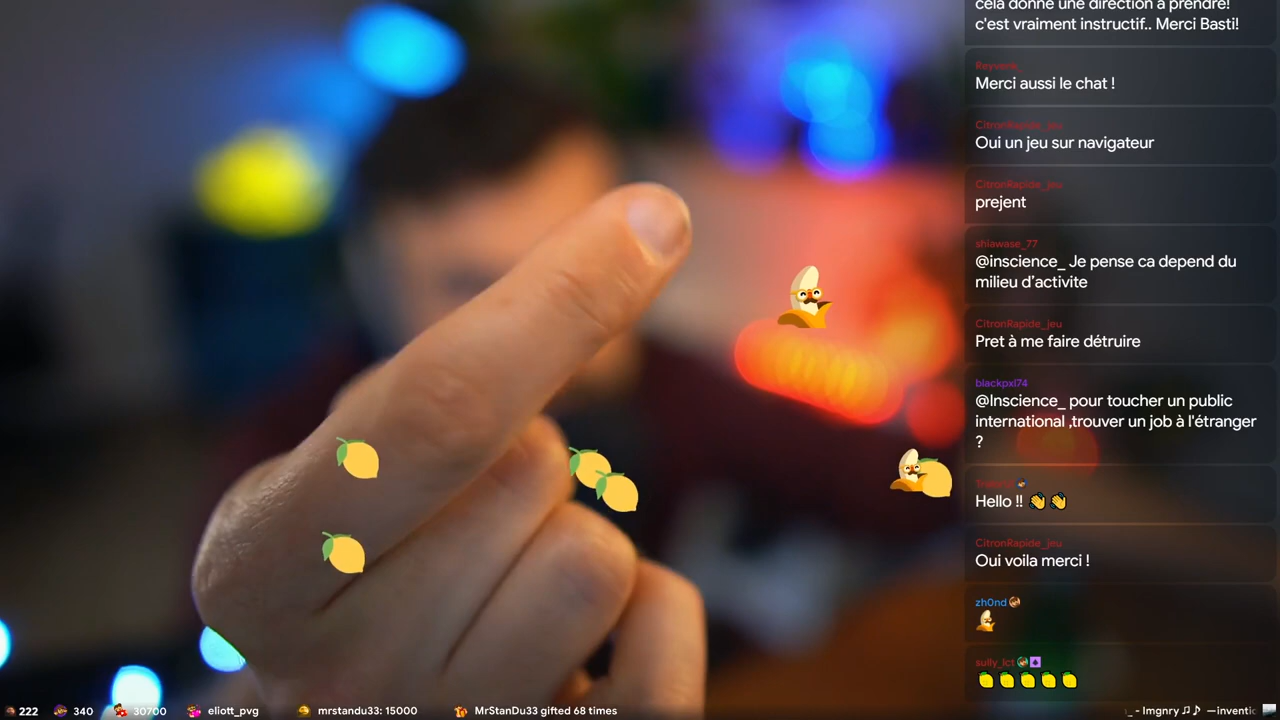 cela donne une direction à prendre!
c'est vraiment instructif.. Merci Basti!
Merci aussi le chat !
CitronRapide_jeu
Oui un jeu sur navigateur
CitronRapide_jeu
prejent
shiawase_77
@inscience_ Je pense ca depend du
milieu d'activite
CitronRapide_jeu
Pret à me faire détruire
blackpxl74
@Inscience_ pour toucher un public
international ,trouver un job à l'étranger
?
Hello !!
CitronRapide_jeu
Oui voila merci !
zh0nd
sully_lct
222 340 30700 eliott_pvg mrstandu33: 15000 MrStanDu33 gifted 68 times - Imgnry ♫♪ —inventic